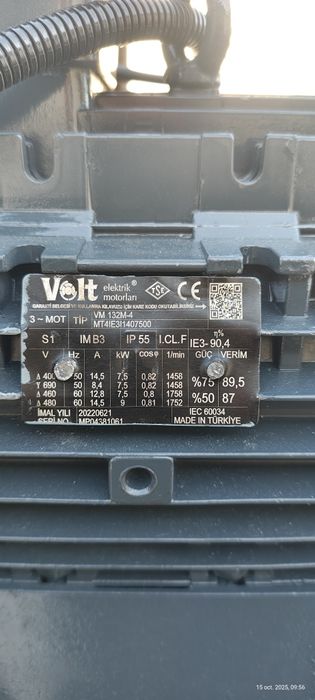 Volt elektrik motorları TSE CE
GARANTİ BELGESİ VE KULLANMA KILAVUZU İÇİN KARE KODU OKUTABİLİRSİNİZ
3 ~ MOT TİP VM 132M-4
MT4IE3I1407500
S1 IM B3 IP 55 I.CL.F η% IE3-90,4
V Hz A kW cosφ 1/min GÜÇ VERİM
Δ 400 50 14,5 7,5 0,82 1458 %75 89,5
Y 690 50 8,4 7,5 0,82 1458 %50 87
Δ 460 60 12,8 7,5 0,8 1758
Δ 480 60 14,5 9 0,81 1752
İMAL YILI 20220621 IEC 60034
SERİ NO MP04381061 MADE IN TÜRKİYE
15 oct. 2025, 09:56